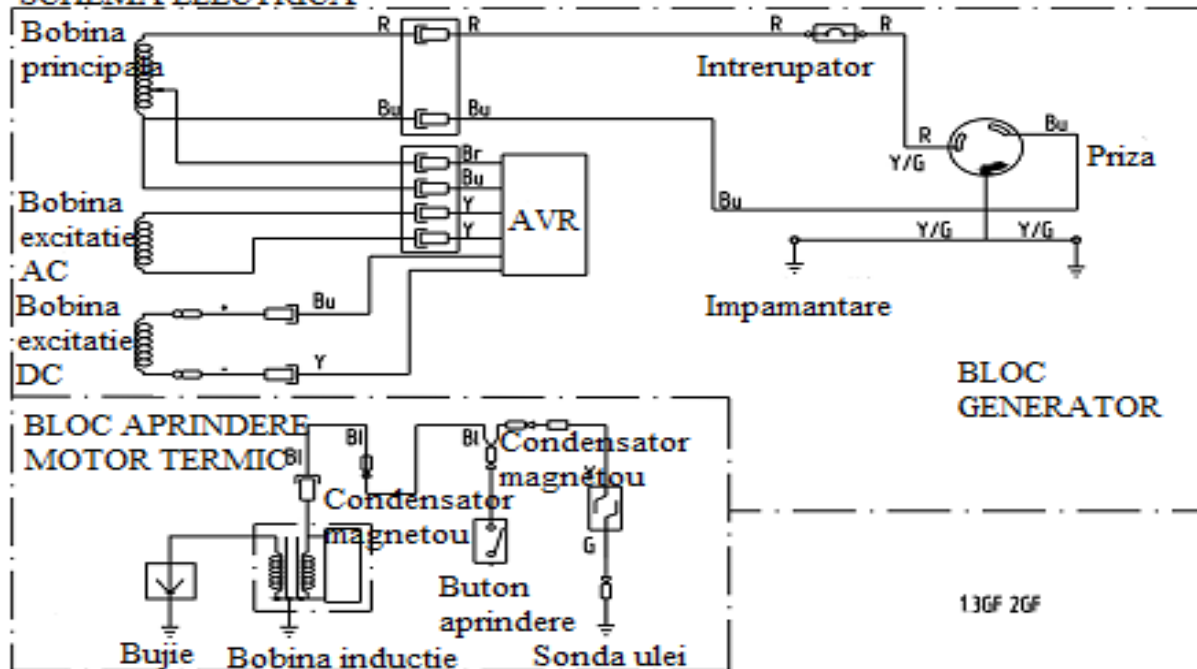 SCHEMA ELECTRICA
Bobina
principala
R R R R
Intrerupator
Bu Bu
R
Bu
Y/G
Priza
Br
Bu
Y
Y
AVR
Bu
Bobina
excitatie
AC
Y/G Y/G
Impamantare
Bobina
excitatie
DC
+
Bu
-
Y
BLOC
GENERATOR
BLOC APRINDERE
MOTOR TERMIC
Bl
Bl
Bl
Condensator
magnetou
Y
Condensator
magnetou
G
Buton
aprindere
Bujie
Bobina inductie
Sonda ulei
13GF 2GF